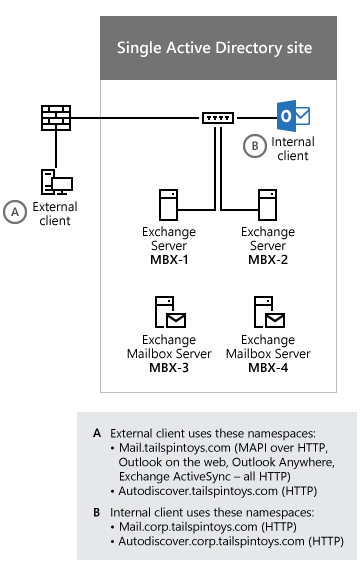 Single Active Directory site
B Internal
client
A External
client
Exchange
Server
MBX-1
Exchange
Server
MBX-2
Exchange
Mailbox Server
MBX-3
Exchange
Mailbox Server
MBX-4
A External client uses these namespaces:
• Mail.tailspintoys.com (MAPI over HTTP,
Outlook on the web, Outlook Anywhere,
Exchange ActiveSync – all HTTP)
• Autodiscover.tailspintoys.com (HTTP)
B Internal client uses these namespaces:
• Mail.corp.tailspintoys.com (HTTP)
• Autodiscover.corp.tailspintoys.com (HTTP)